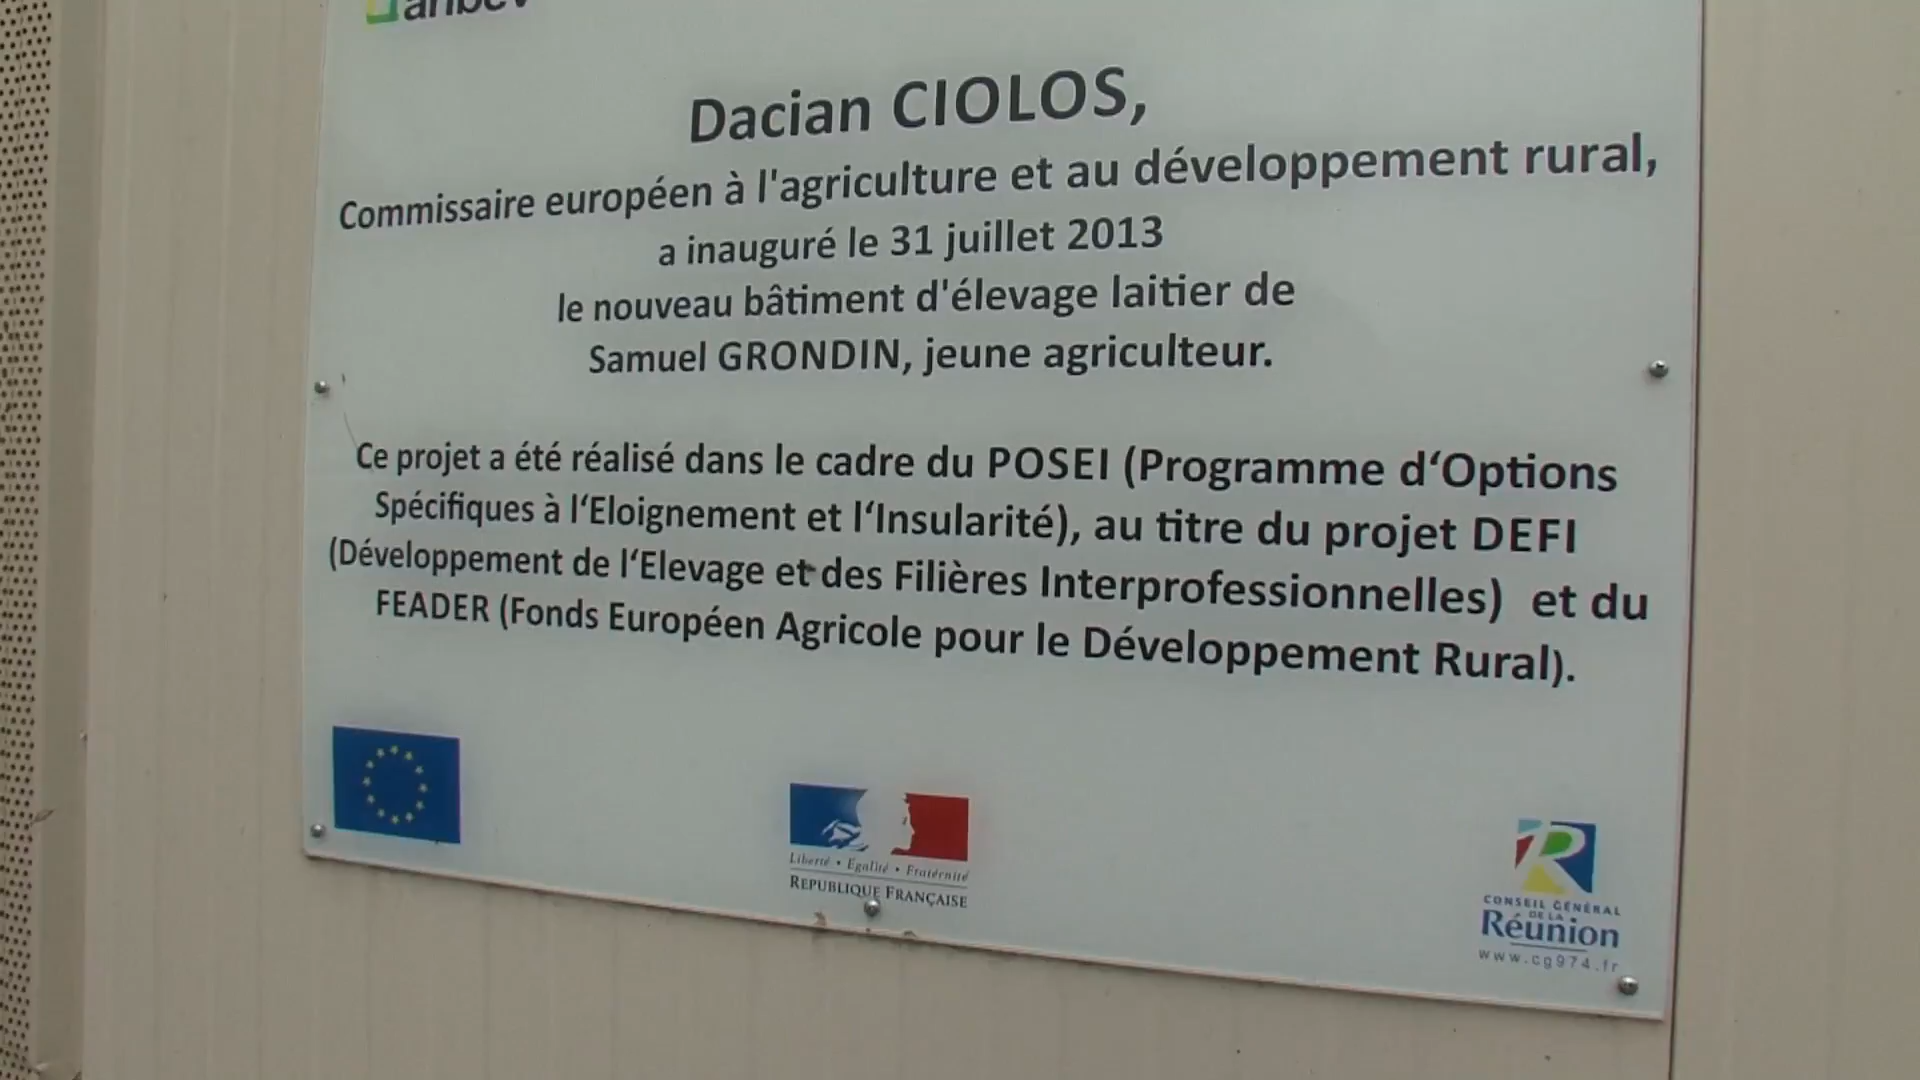 Dacian CIOLOS,
Commissaire européen à l'agriculture et au développement rural,
a inauguré le 31 juillet 2013
le nouveau bâtiment d'élevage laitier de
Samuel GRONDIN, jeune agriculteur.
Ce projet a été réalisé dans le cadre du POSEI (Programme d‘Options
Spécifiques à l‘Eloignement et l‘Insularité), au titre du projet DEFI
(Développement de l‘Elevage et des Filières Interprofessionnelles) et du
FEADER (Fonds Européen Agricole pour le Développement Rural).
Liberté • Egalité • Fraternité
REPUBLIQUE FRANÇAISE
CONSEIL GÉNÉRAL
DE LA
Réunion
www.cg974.fr